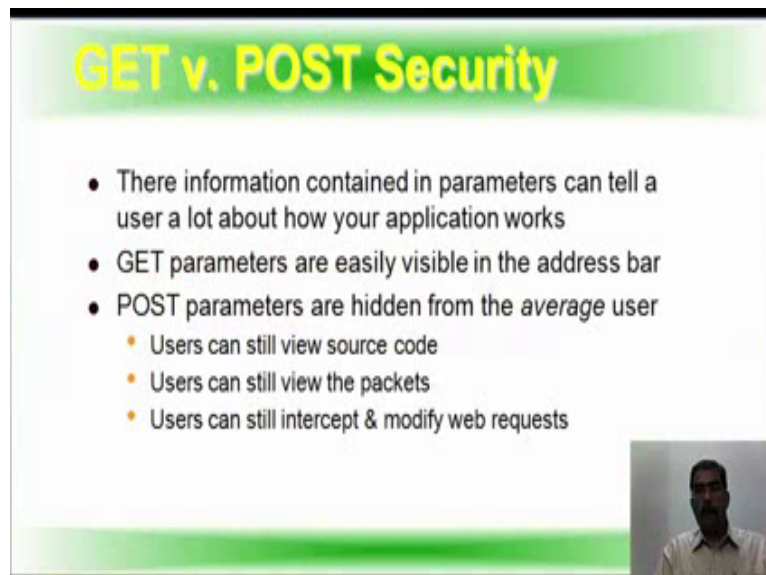 GET v. POST Security
• There information contained in parameters can tell a
user a lot about how your application works
• GET parameters are easily visible in the address bar
• POST parameters are hidden from the average user
• Users can still view source code
• Users can still view the packets
• Users can still intercept & modify web requests